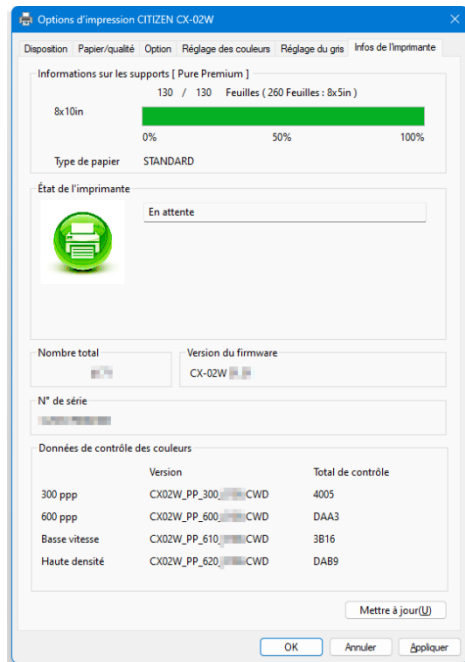 Options d'impression CITIZEN CX-02W
Disposition Papier/qualité Option Réglage des couleurs Réglage du gris Infos de l'Imprimante
Informations sur les supports [ Pure Premium ]
130 / 130 Feuilles ( 260 Feuilles : 8x5in )
8x10in
0% 50% 100%
Type de papier STANDARD
État de l'imprimante
En attente
Nombre total Version du firmware
CX-02W
N° de série
Données de contrôle des couleurs
Version Total de contrôle
300 ppp CX02W_PP_300_ CWD 4005
600 ppp CX02W_PP_600_ CWD DAA3
Basse vitesse CX02W_PP_610_ CWD 3B16
Haute densité CX02W_PP_620_ CWD DAB9
Mettre à jour(U)
OK Annuler Appliquer